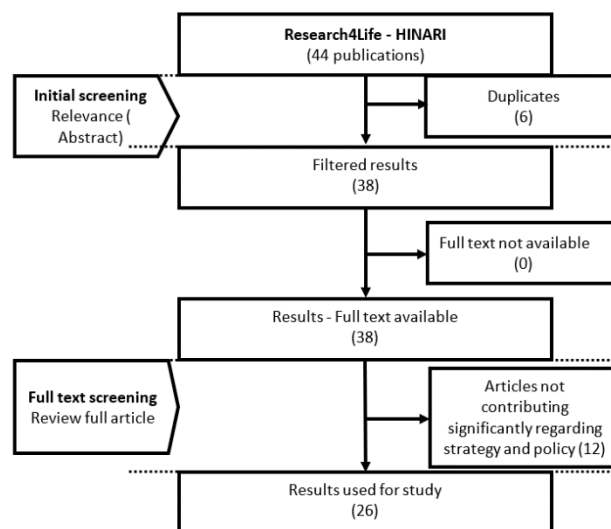 Research4Life - HINARI
(44 publications)
Initial screening
Relevance (
Abstract)
Duplicates
(6)
Filtered results
(38)
Full text not available
(0)
Results - Full text available
(38)
Full text screening
Review full article
Articles not
contributing
significantly regarding
strategy and policy (12)
Results used for study
(26)